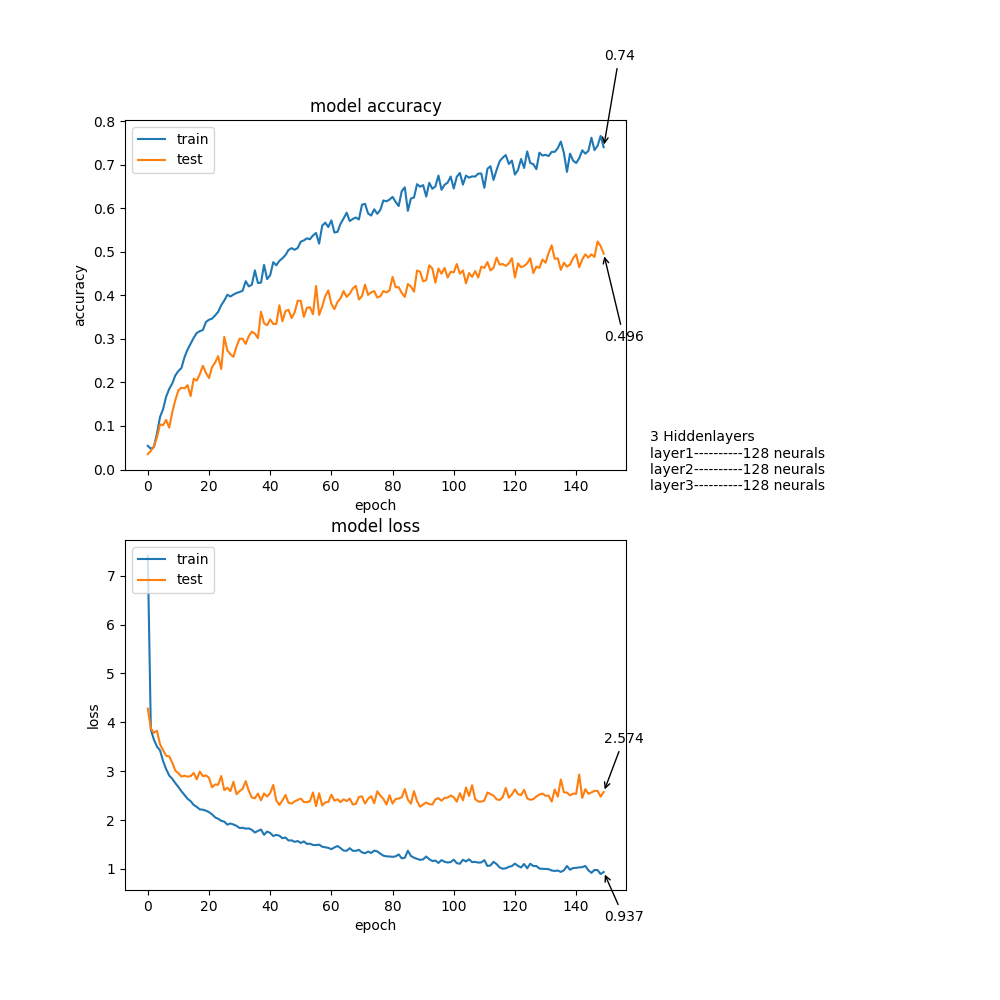 0.74
model accuracy
0.8
0.7
0.6
0.5
0.4
0.3
0.2
0.1
0.0
accuracy
train
test
0.496
0 20 40 60 80 100 120 140
epoch
3 Hiddenlayers
layer1----------128 neurals
layer2----------128 neurals
layer3----------128 neurals
model loss
7
6
5
4
3
2
1
loss
train
test
2.574
0 20 40 60 80 100 120 140
epoch
0.937